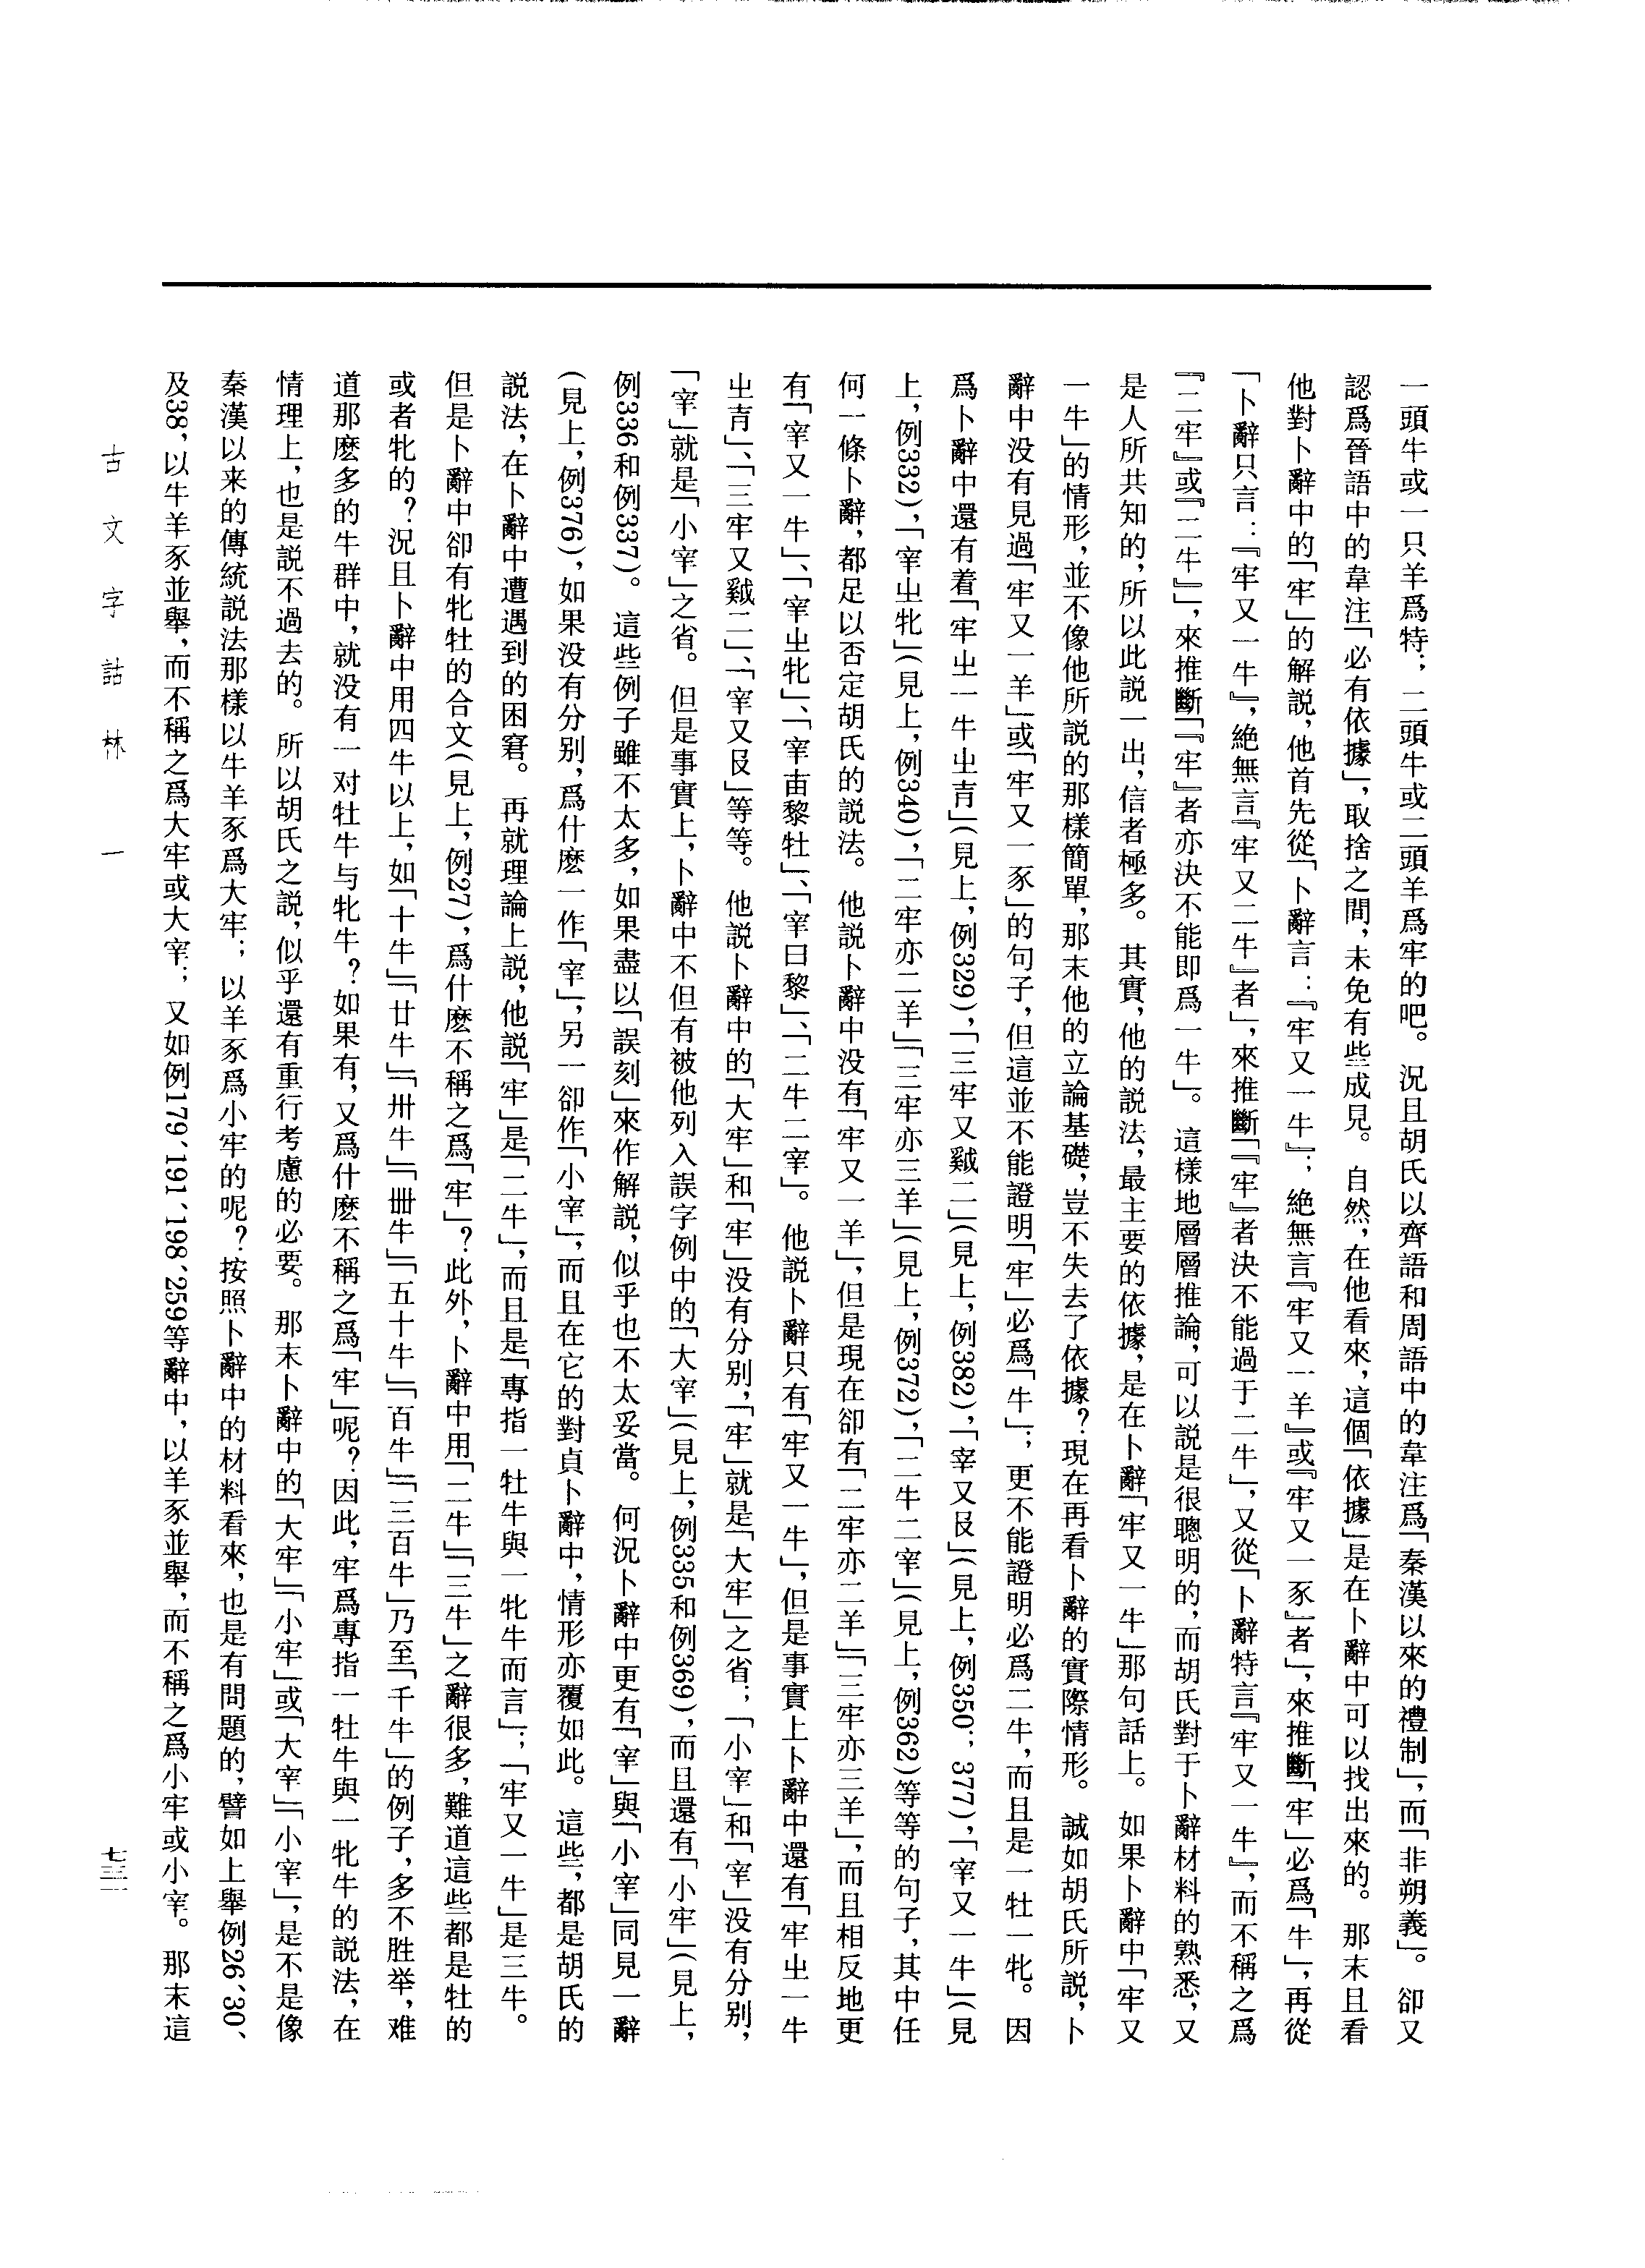 一頭牛或一只羊爲特；二頭牛或二頭羊爲牢的吧。況且胡氏以齊語和周語中的韋注爲「秦漢以來的禮制」，而「非朔義」。卻又
認爲晉語中的韋注「必有依據」，取捨之間，未免有些成見。自然，在他看來，這個「依據」是在卜辭中可以找出來的。那末且看
他對卜辭中的「牢」的解説，他首先從「卜辭言：『牢又一牛』；絶無言『牢又一羊』或『牢又一豕』者」，來推斷「牢」必爲「牛」，再從
「卜辭只言：『牢又一牛』，絶無言『牢又二牛』者」，來推斷「『牢』者決不能過于二牛」，又從「卜辭特言『牢又一牛』，而不稱之爲
『二牢』或『二牛』」，來推斷「『牢』者亦決不能即爲一牛」。這樣地層層推論，可以説是很聰明的，而胡氏對于卜辭材料的熟悉，又
是人所共知的，所以此説一出，信者極多。其實，他的説法，最主要的依據，是在卜辭「牢又一牛」那句話上。如果卜辭中「牢又
一牛」的情形，並不像他所説的那樣簡單，那末他的立論基礎，豈不失去了依據？現在再看卜辭的實際情形。誠如胡氏所説，卜
辭中没有見過「牢又一羊」或「牢又一豕」的句子，但這並不能證明「牢」必爲「牛」；更不能證明必爲二牛，而且是一牡一牝。因
爲卜辭中還有着「牢㞢一牛㞢㱿」（見上，例329），「三牢又𢦔二」（見上，例382），「宰又𠬝」（見上，例350；377），「宰又一牛」（見
上，例332），「宰㞢牝」（見上，例340），「二牢亦二羊」「三牢亦三羊」（見上，例372），「二牛二宰」（見上，例362）等等的句子，其中任
何一條卜辭，都足以否定胡氏的説法。他説卜辭中没有「牢又一羊」，但是現在卻有「二牢亦二羊」「三牢亦三羊」，而且相反地更
有「宰又一牛」、「宰㞢牝」、「宰㞭黎牡」、「宰曰黎」、「二牛二宰」。他説卜辭只有「牢又一牛」，但是事實上卜辭中還有「牢㞢一牛
㞢㱿」、「三牢又𢦔二」、「宰又𠬝」等等。他説卜辭中的「大牢」和「牢」没有分别，「牢」就是「大牢」之省；「小宰」和「宰」没有分别，
「宰」就是「小宰」之省。但是事實上，卜辭中不但有被他列入誤字例中的「大宰」（見上，例335和例369），而且還有「小牢」（見上，
例336和例337）。這些例子雖不太多，如果盡以「誤刻」來作解説，似乎也不太妥當。何況卜辭中更有「宰」與「小宰」同見一辭
（見上，例376），如果没有分别，爲什麽一作「宰」，另一卻作「小宰」，而且在它的對貞卜辭中，情形亦覆如此。這些，都是胡氏的
説法，在卜辭中遭遇到的困窘。再就理論上説，他説「牢」是「二牛」，而且是「專指一牡牛與一牝牛而言」；「牢又一牛」是三牛。
但是卜辭中卻有牝牡的合文（見上，例27），爲什麽不稱之爲「牢」？此外，卜辭中用「二牛」「三牛」之辭很多，難道這些都是牡的
或者牝的？況且卜辭中用四牛以上，如「十牛」「廿牛」「卅牛」「卌牛」「五十牛」「百牛」「三百牛」乃至「千牛」的例子，多不胜举，难
道那麽多的牛群中，就没有一对牡牛与牝牛？如果有，又爲什麽不稱之爲「牢」呢？因此，牢爲專指一牡牛與一牝牛的説法，在
情理上，也是説不過去的。所以胡氏之説，似乎還有重行考慮的必要。那末卜辭中的「大牢」「小牢」或「大宰」「小宰」，是不是像
秦漢以来的傳統説法那樣以牛羊豕爲大牢；以羊豕爲小牢的呢？按照卜辭中的材料看來，也是有問題的，譬如上舉例26、30、
及38，以牛羊豕並舉，而不稱之爲大牢或大宰；又如例179、191、198、259等辭中，以羊豕並舉，而不稱之爲小牢或小宰。那末這
古文字詁林 一
七三一